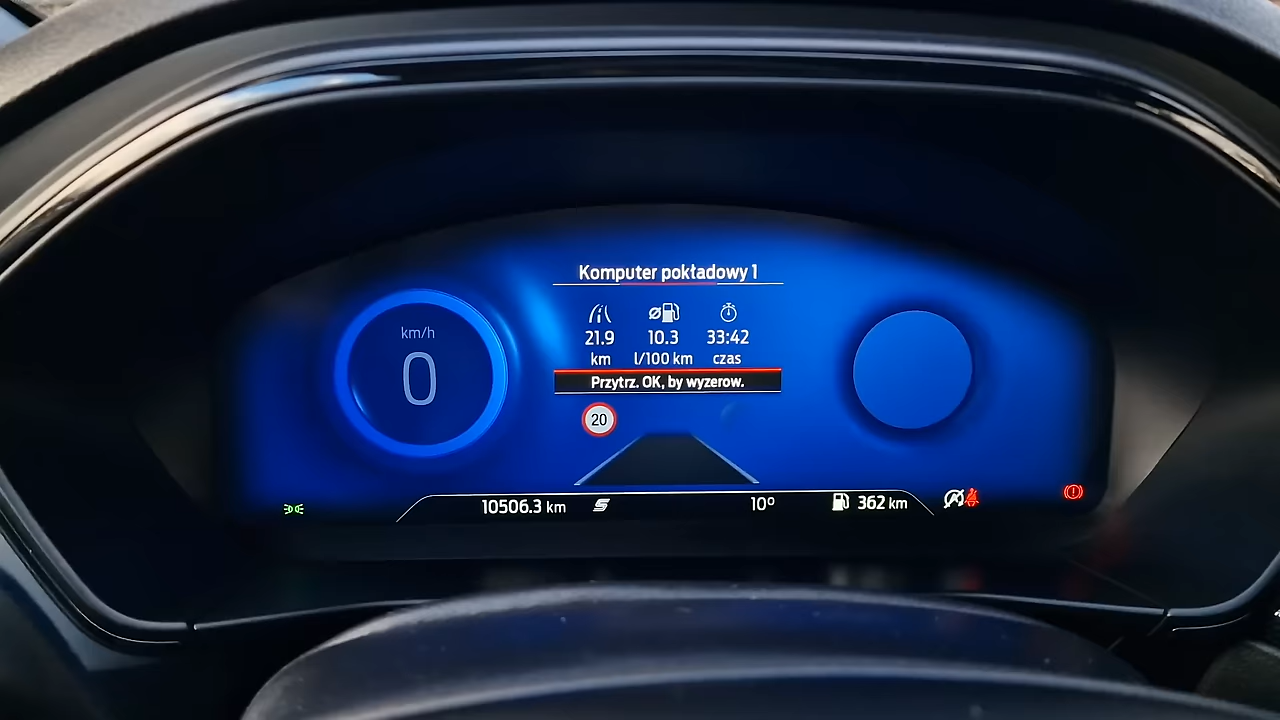 Komputer pokładowy 1
km/h
0
21.9 10.3 33:42
km l/100 km czas
Przytrz. OK, by wyzerow.
20
10506.3 km S 10° 362 km